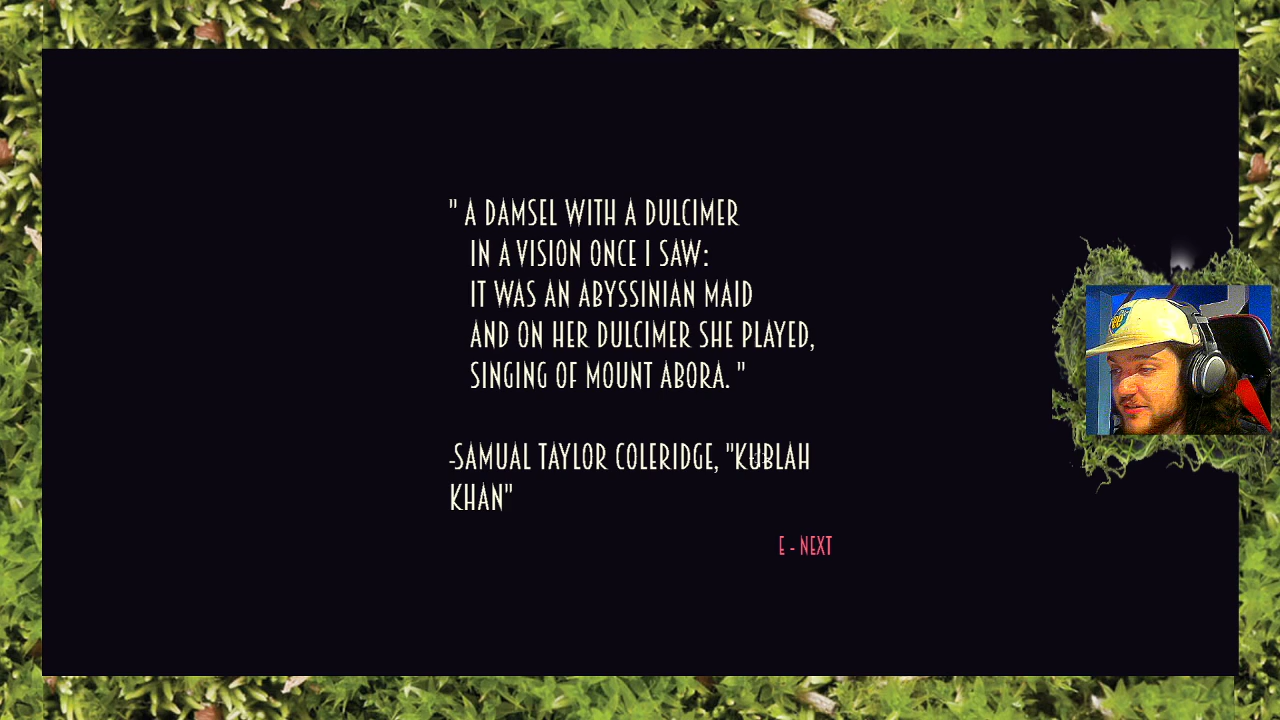 " A DAMSEL WITH A DULCIMER
IN A VISION ONCE I SAW:
IT WAS AN ABYSSINIAN MAID
AND ON HER DULCIMER SHE PLAYED,
SINGING OF MOUNT ABORA. "
-SAMUAL TAYLOR COLERIDGE, "KUBLAH
KHAN"
E - NEXT